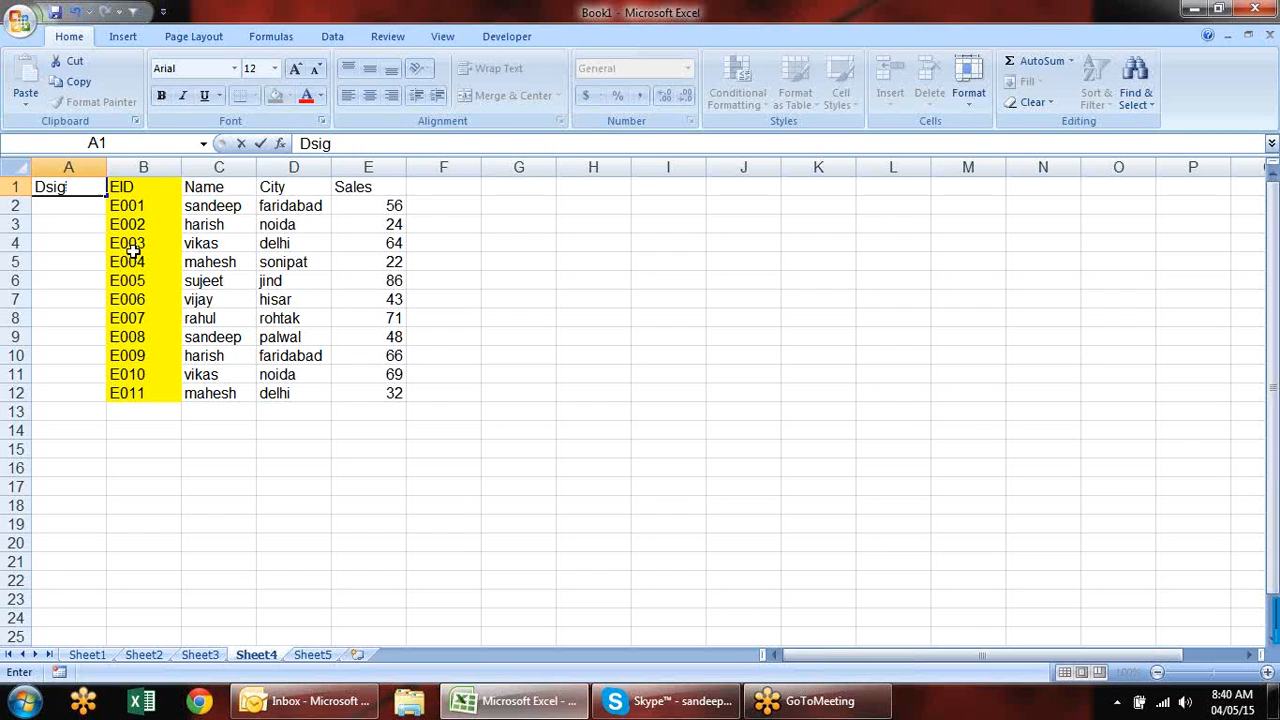 Book1 - Microsoft Excel
Home Insert Page Layout Formulas Data Review View Developer
Paste
Cut
Copy
Format Painter
Clipboard
Arial 12
B I U
Font
Wrap Text
Merge & Center
Alignment
General
$ % ,
Number
Conditional Formatting
Format as Table
Cell Styles
Styles
Insert Delete Format
Cells
Σ AutoSum
Fill
Clear
Sort & Filter
Find & Select
Editing
A1 fx Dsig
A B C D E F G H I J K L M N O P
1 Dsig EID Name City Sales
2 E001 sandeep faridabad 56
3 E002 harish noida 24
4 E003 vikas delhi 64
5 E004 mahesh sonipat 22
6 E005 sujeet jind 86
7 E006 vijay hisar 43
8 E007 rahul rohtak 71
9 E008 sandeep palwal 48
10 E009 harish faridabad 66
11 E010 vikas noida 69
12 E011 mahesh delhi 32
13
14
15
16
17
18
19
20
21
22
23
24
25
Sheet1 Sheet2 Sheet3 Sheet4 Sheet5
Enter 100%
Inbox - Microsoft ... Microsoft Excel - ... Skype™ - sandeep... GoToMeeting
8:40 AM
04/05/15